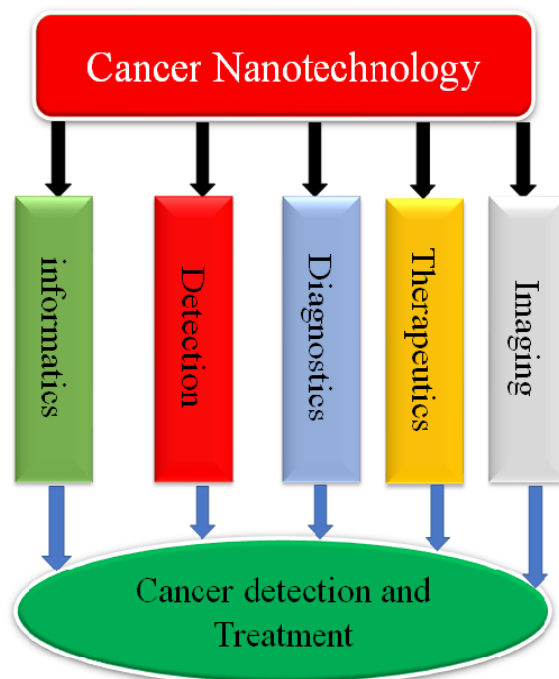 Cancer Nanotechnology
informatics
Detection
Diagnostics
Therapeutics
Imaging
Cancer detection and
Treatment